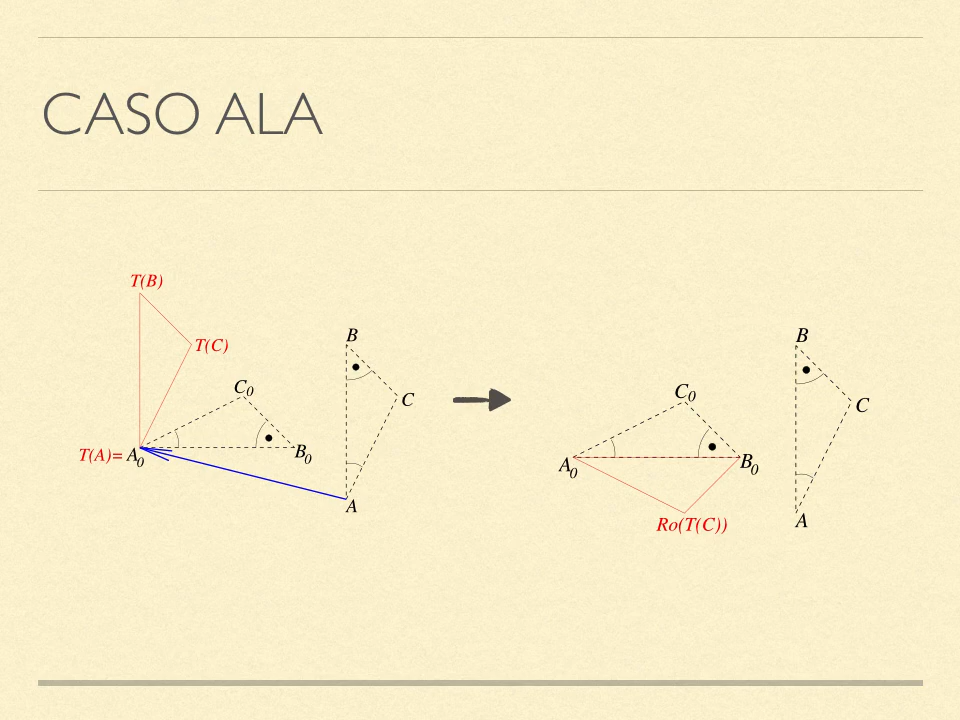 CASO ALA
T(B)
T(C)
C0
T(A)= A0
B0
B
C
A
C0
A0
B0
Ro(T(C))
B
C
A